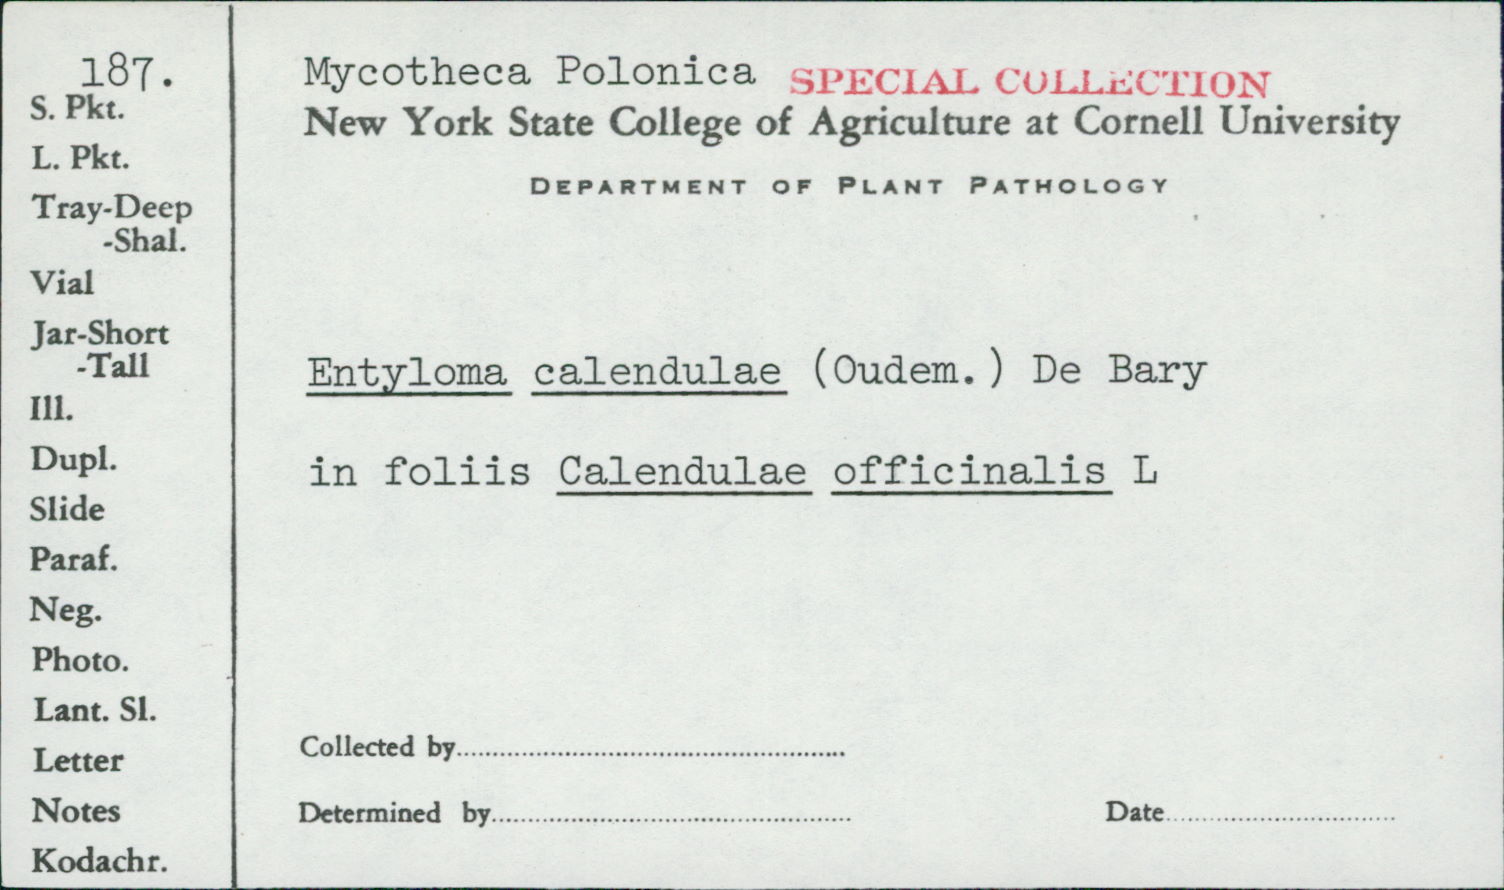 187.
S. Pkt.
L. Pkt.
Tray-Deep
-Shal.
Vial
Jar-Short
-Tall
Ill.
Dupl.
Slide
Paraf.
Neg.
Photo.
Lant. Sl.
Letter
Notes
Kodachr.
Mycotheca Polonica SPECIAL COLLECTION
New York State College of Agriculture at Cornell University
DEPARTMENT OF PLANT PATHOLOGY
Entyloma calendulae (Oudem.) De Bary
in foliis Calendulae officinalis L
Collected by
Determined by Date